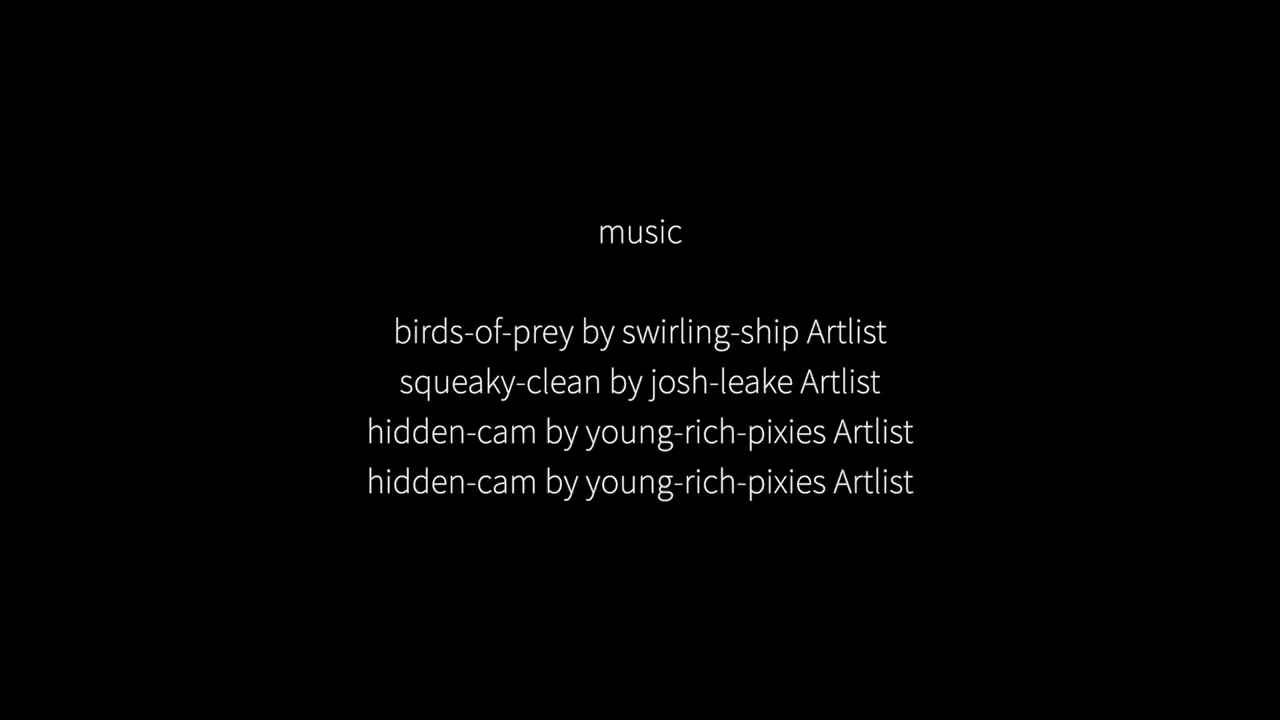 music
birds-of-prey by swirling-ship Artlist
squeaky-clean by josh-leake Artlist
hidden-cam by young-rich-pixies Artlist
hidden-cam by young-rich-pixies Artlist